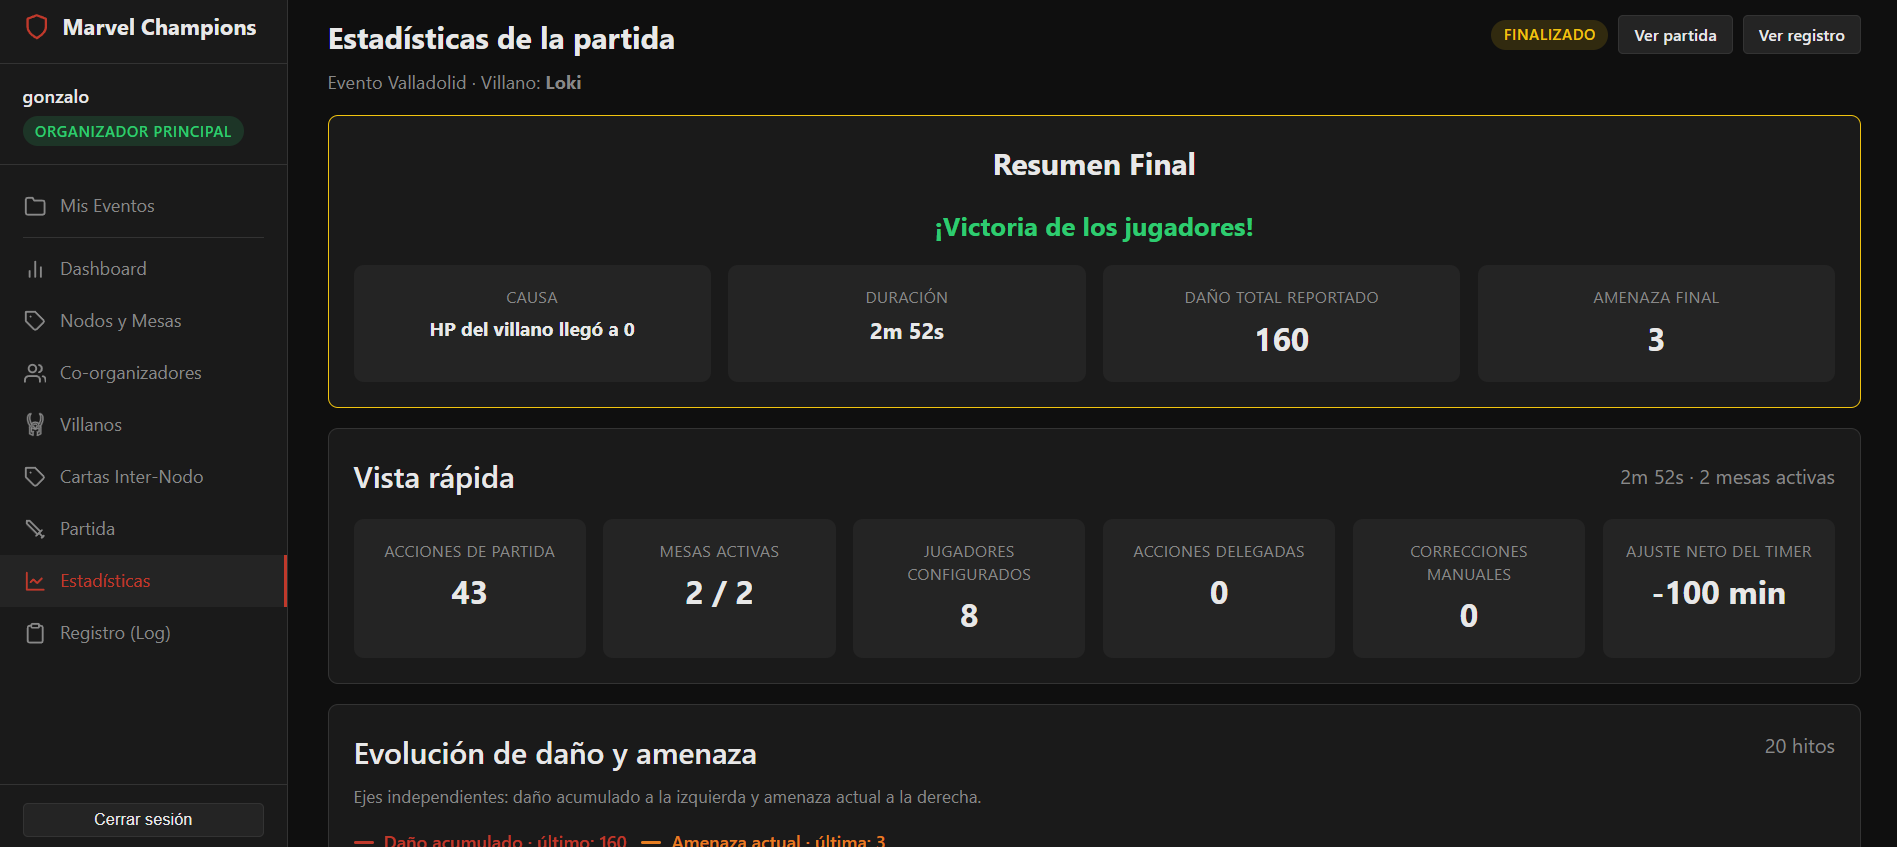 Marvel Champions
gonzalo
ORGANIZADOR PRINCIPAL
Mis Eventos
Dashboard
Nodos y Mesas
Co-organizadores
Villanos
Cartas Inter-Nodo
Partida
Estadísticas
Registro (Log)
Cerrar sesión
Estadísticas de la partida
FINALIZADO
Ver partida
Ver registro
Evento Valladolid · Villano: Loki
Resumen Final
¡Victoria de los jugadores!
CAUSA
HP del villano llegó a 0
DURACIÓN
2m 52s
DAÑO TOTAL REPORTADO
160
AMENAZA FINAL
3
Vista rápida
2m 52s · 2 mesas activas
ACCIONES DE PARTIDA
43
MESAS ACTIVAS
2 / 2
JUGADORES
CONFIGURADOS
8
ACCIONES DELEGADAS
0
CORRECCIONES
MANUALES
0
AJUSTE NETO DEL TIMER
-100 min
Evolución de daño y amenaza
20 hitos
Ejes independientes: daño acumulado a la izquierda y amenaza actual a la derecha.
Daño acumulado · último: 160
Amenaza actual · última: 3